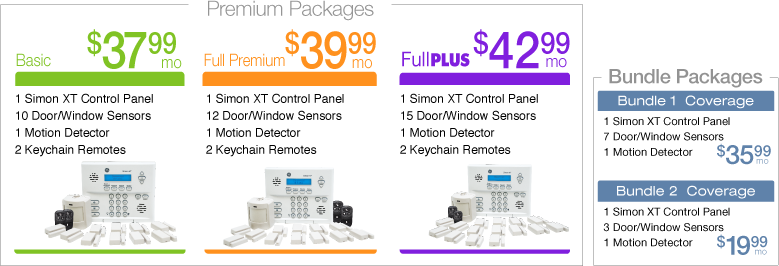 Premium Packages
Basic $37.99 mo
1 Simon XT Control Panel
10 Door/Window Sensors
1 Motion Detector
2 Keychain Remotes
Full Premium $39.99 mo
1 Simon XT Control Panel
12 Door/Window Sensors
1 Motion Detector
2 Keychain Remotes
FullPLUS $42.99 mo
1 Simon XT Control Panel
15 Door/Window Sensors
1 Motion Detector
2 Keychain Remotes
Bundle Packages
Bundle 1 Coverage
1 Simon XT Control Panel
7 Door/Window Sensors
1 Motion Detector $35.99 mo
Bundle 2 Coverage
1 Simon XT Control Panel
3 Door/Window Sensors
1 Motion Detector $19.99 mo